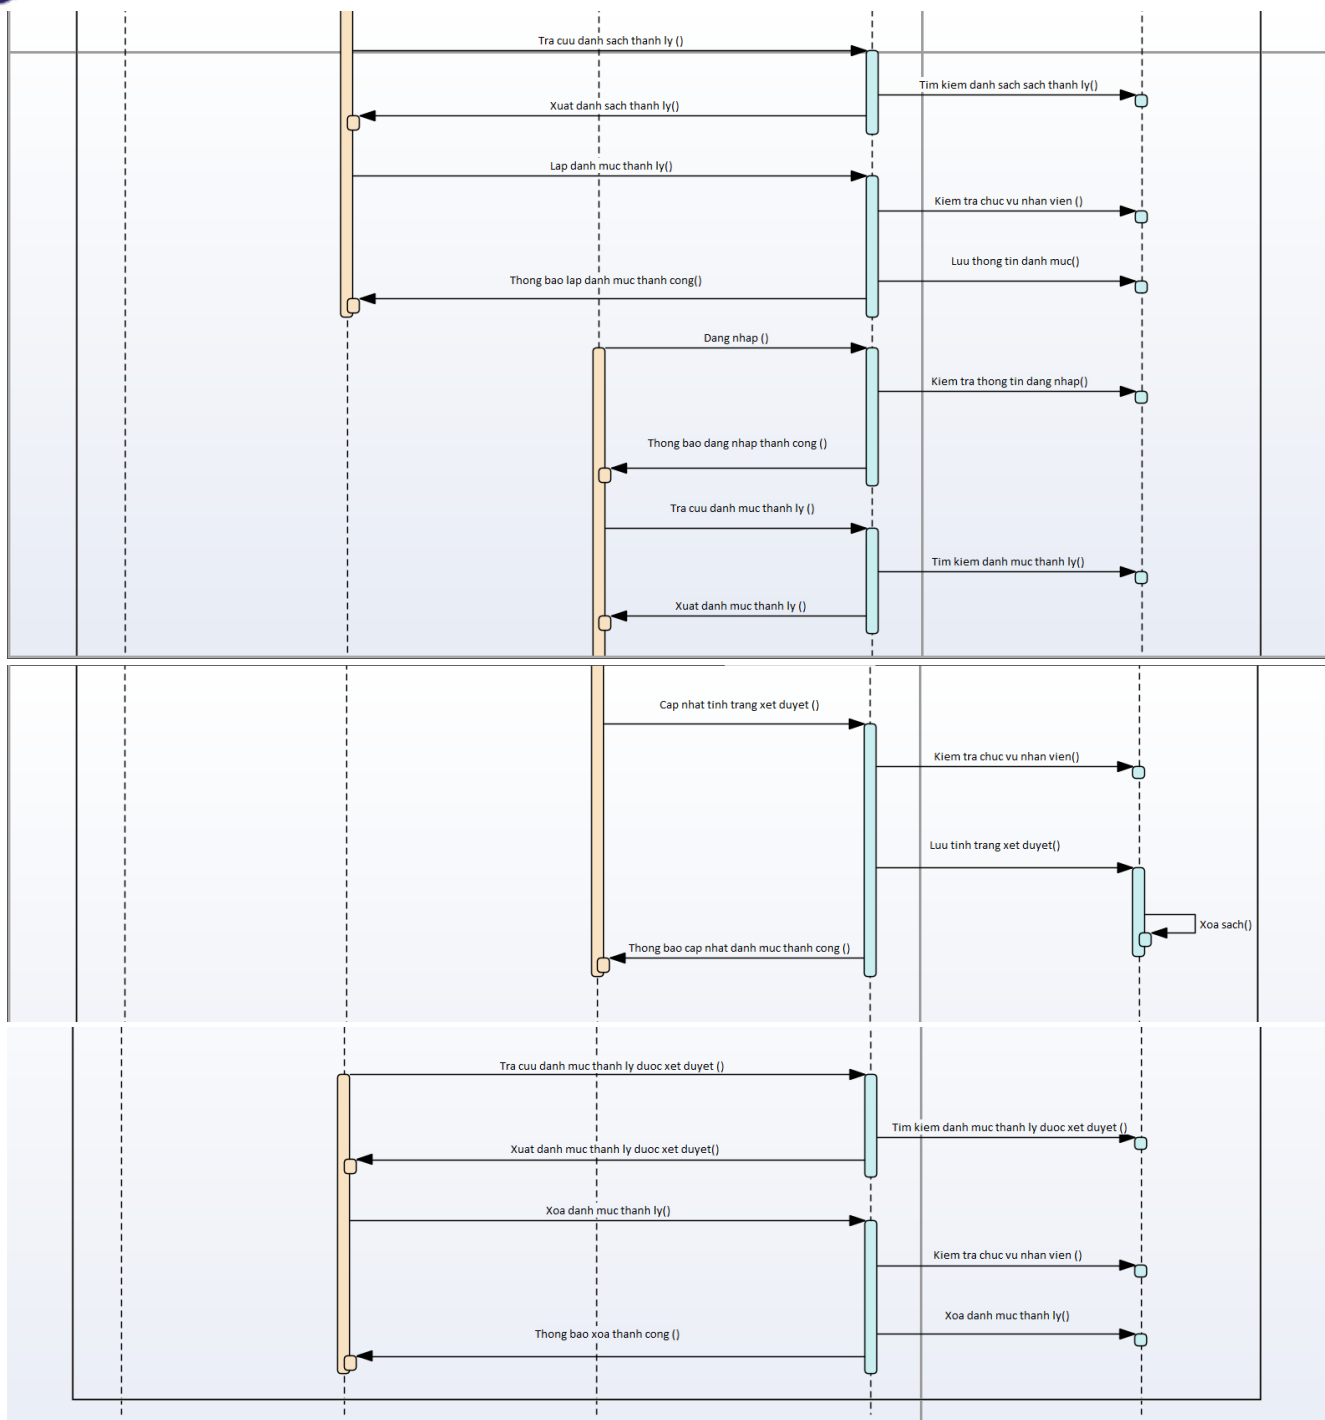 Tra cuu danh sach thanh ly ()
Tim kiem danh sach sach thanh ly()
Xuat danh sach thanh ly()
Lap danh muc thanh ly()
Kiem tra chuc vu nhan vien ()
Luu thong tin danh muc()
Thong bao lap danh muc thanh cong()
Dang nhap ()
Kiem tra thong tin dang nhap()
Thong bao dang nhap thanh cong ()
Tra cuu danh muc thanh ly ()
Tim kiem danh muc thanh ly()
Xuat danh muc thanh ly ()
Cap nhat tinh trang xet duyet ()
Kiem tra chuc vu nhan vien()
Luu tinh trang xet duyet()
Xoa sach()
Thong bao cap nhat danh muc thanh cong ()
Tra cuu danh muc thanh ly duoc xet duyet ()
Tim kiem danh muc thanh ly duoc xet duyet ()
Xuat danh muc thanh ly duoc xet duyet()
Xoa danh muc thanh ly()
Kiem tra chuc vu nhan vien ()
Xoa danh muc thanh ly()
Thong bao xoa thanh cong ()